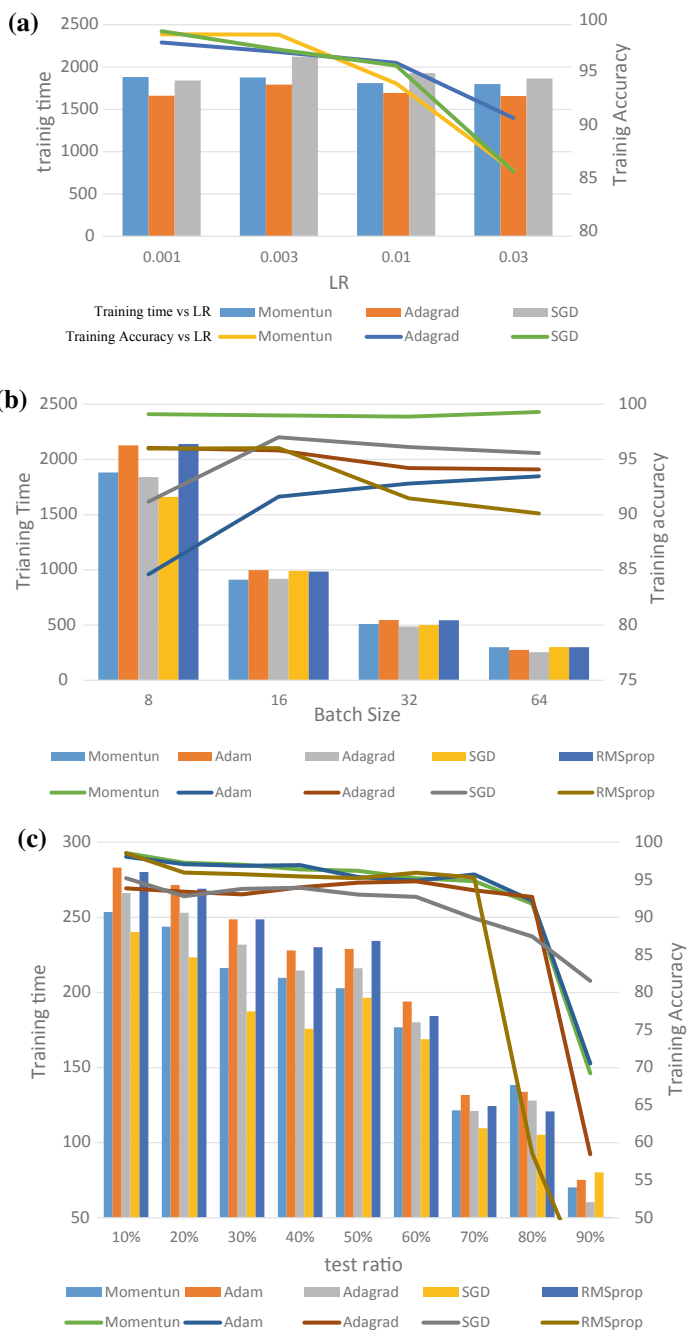 (a)
2500
2000
1500
1000
500
0
trainig time
100
95
90
85
80
Trainig Accuracy
0.001 0.003 0.01 0.03
LR
Training time vs LR Momentun Adagrad SGD
Training Accuracy vs LR Momentun Adagrad SGD
(b)
2500
2000
1500
1000
500
0
Trianing Time
100
95
90
85
80
75
Training accuracy
8 16 32 64
Batch Size
Momentun Adam Adagrad SGD RMSprop
Momentun Adam Adagrad SGD RMSprop
(c)
300
250
200
150
100
50
Training time
100
95
90
85
80
75
70
65
60
55
50
Training Accuracy
10% 20% 30% 40% 50% 60% 70% 80% 90%
test ratio
Momentun Adam Adagrad SGD RMSprop
Momentun Adam Adagrad SGD RMSprop